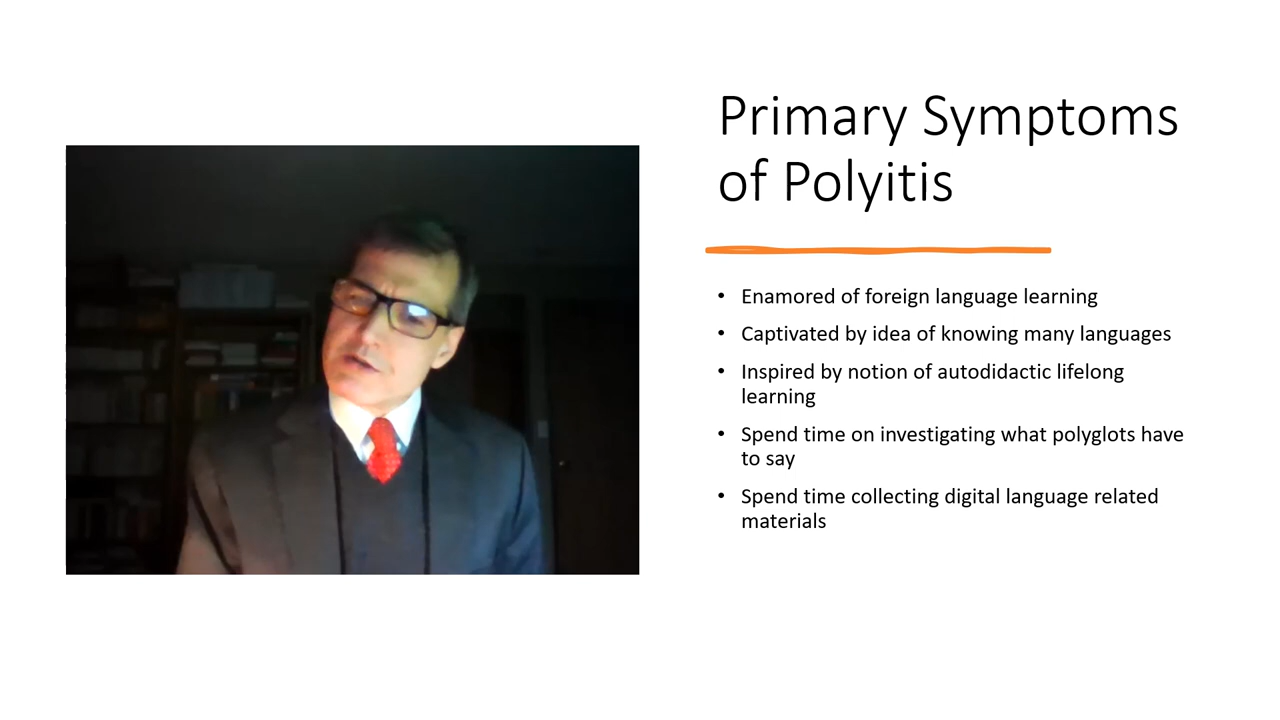 Primary Symptoms
of Polyitis
• Enamored of foreign language learning
• Captivated by idea of knowing many languages
• Inspired by notion of autodidactic lifelong
learning
• Spend time on investigating what polyglots have
to say
• Spend time collecting digital language related
materials